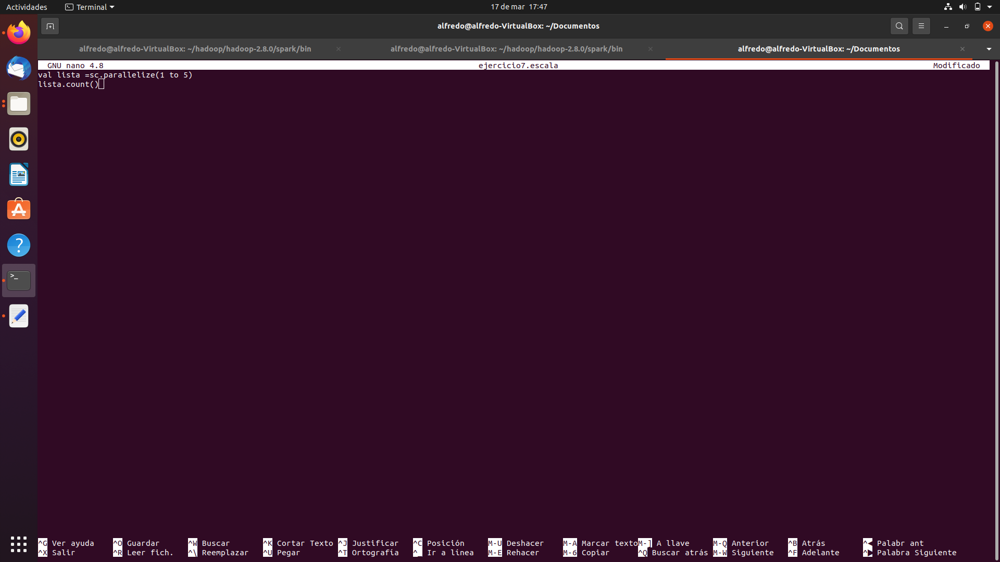 Actividades
Terminal
17 de mar 17:47
alfredo@alfredo-VirtualBox: ~/Documentos
alfredo@alfredo-VirtualBox: ~/hadoop/hadoop-2.8.0/spark/bin
alfredo@alfredo-VirtualBox: ~/hadoop/hadoop-2.8.0/spark/bin
alfredo@alfredo-VirtualBox: ~/Documentos
GNU nano 4.8 ejercicio7.escala Modificado
val lista =sc.parallelize(1 to 5)
lista.count()
^G Ver ayuda ^O Guardar ^W Buscar ^K Cortar Texto ^J Justificar ^C Posición M-U Deshacer M-A Marcar texto M-] A llave M-Q Anterior ^B Atrás ^◀ Palabr ant
^X Salir ^R Leer fich. ^\ Reemplazar ^U Pegar ^T Ortografía ^_ Ir a línea M-E Rehacer M-6 Copiar ^Q Buscar atrás M-W Siguiente ^F Adelante ^▶ Palabra Siguiente